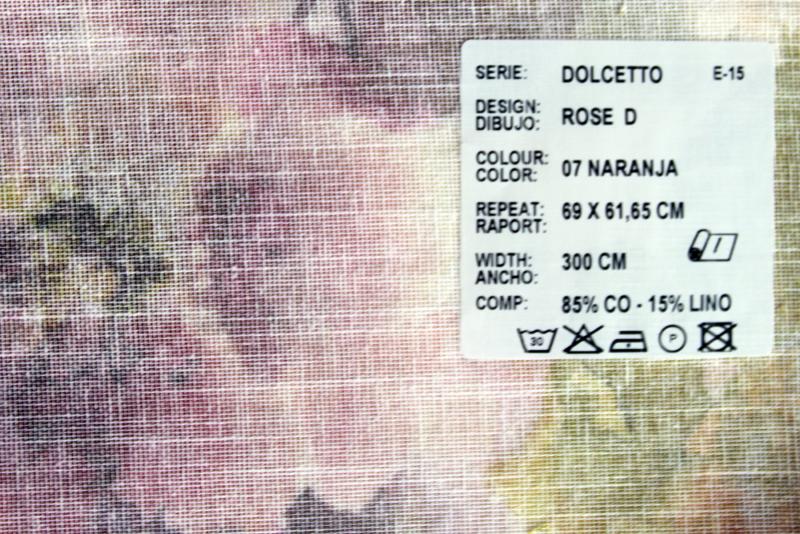 SERIE: DOLCETTO E-15
DESIGN:
DIBUJO: ROSE D
COLOUR:
COLOR: 07 NARANJA
REPEAT: 69 X 61,65 CM
RAPORT:
WIDTH: 300 CM
ANCHO:
COMP: 85% CO - 15% LINO
30 P